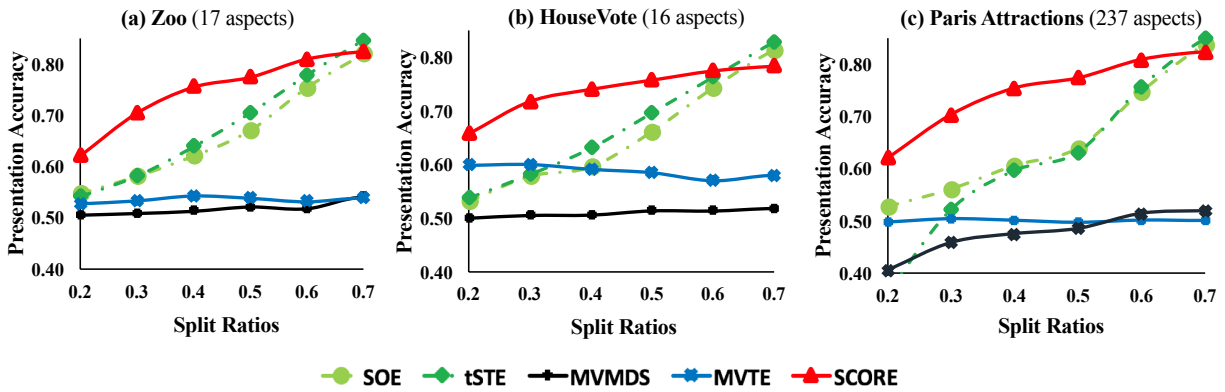 (a) Zoo (17 aspects)
Presentation Accuracy
0.80
0.70
0.60
0.50
0.40
0.2 0.3 0.4 0.5 0.6 0.7
Split Ratios
(b) HouseVote (16 aspects)
Presentation Accuracy
0.80
0.70
0.60
0.50
0.40
0.2 0.3 0.4 0.5 0.6 0.7
Split Ratios
(c) Paris Attractions (237 aspects)
Presentation Accuracy
0.80
0.70
0.60
0.50
0.40
0.2 0.3 0.4 0.5 0.6 0.7
Split Ratios
SOE tSTE MVMDS MVTE SCORE